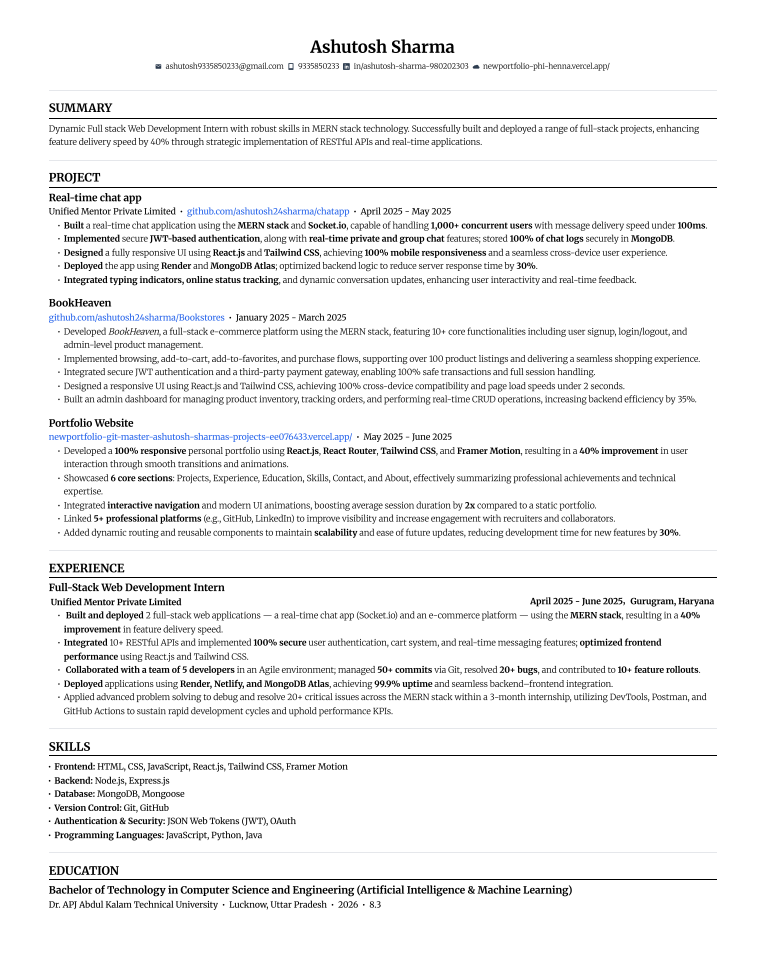 Ashutosh Sharma
ashutosh9335850233@gmail.com 9335850233 in/ashutosh-sharma-980202303 newportfolio-phi-henna.vercel.app/
SUMMARY
Dynamic Full stack Web Development Intern with robust skills in MERN stack technology. Successfully built and deployed a range of full-stack projects, enhancing
feature delivery speed by 40% through strategic implementation of RESTful APIs and real-time applications.
PROJECT
Real-time chat app
Unified Mentor Private Limited • github.com/ashutosh24sharma/chatapp • April 2025 - May 2025
• Built a real-time chat application using the MERN stack and Socket.io, capable of handling 1,000+ concurrent users with message delivery speed under 100ms.
• Implemented secure JWT-based authentication, along with real-time private and group chat features; stored 100% of chat logs securely in MongoDB.
• Designed a fully responsive UI using React.js and Tailwind CSS, achieving 100% mobile responsiveness and a seamless cross-device user experience.
• Deployed the app using Render and MongoDB Atlas; optimized backend logic to reduce server response time by 30%.
• Integrated typing indicators, online status tracking, and dynamic conversation updates, enhancing user interactivity and real-time feedback.
BookHeaven
github.com/ashutosh24sharma/Bookstores • January 2025 - March 2025
• Developed BookHeaven, a full-stack e-commerce platform using the MERN stack, featuring 10+ core functionalities including user signup, login/logout, and
admin-level product management.
• Implemented browsing, add-to-cart, add-to-favorites, and purchase flows, supporting over 100 product listings and delivering a seamless shopping experience.
• Integrated secure JWT authentication and a third-party payment gateway, enabling 100% safe transactions and full session handling.
• Designed a responsive UI using React.js and Tailwind CSS, achieving 100% cross-device compatibility and page load speeds under 2 seconds.
• Built an admin dashboard for managing product inventory, tracking orders, and performing real-time CRUD operations, increasing backend efficiency by 35%.
Portfolio Website
newportfolio-git-master-ashutosh-sharmas-projects-ee076433.vercel.app/ • May 2025 - June 2025
• Developed a 100% responsive personal portfolio using React.js, React Router, Tailwind CSS, and Framer Motion, resulting in a 40% improvement in user
interaction through smooth transitions and animations.
• Showcased 6 core sections: Projects, Experience, Education, Skills, Contact, and About, effectively summarizing professional achievements and technical
expertise.
• Integrated interactive navigation and modern UI animations, boosting average session duration by 2x compared to a static portfolio.
• Linked 5+ professional platforms (e.g., GitHub, LinkedIn) to improve visibility and increase engagement with recruiters and collaborators.
• Added dynamic routing and reusable components to maintain scalability and ease of future updates, reducing development time for new features by 30%.
EXPERIENCE
Full-Stack Web Development Intern
Unified Mentor Private Limited April 2025 - June 2025, Gurugram, Haryana
• Built and deployed 2 full-stack web applications — a real-time chat app (Socket.io) and an e-commerce platform — using the MERN stack, resulting in a 40%
improvement in feature delivery speed.
• Integrated 10+ RESTful APIs and implemented 100% secure user authentication, cart system, and real-time messaging features; optimized frontend
performance using React.js and Tailwind CSS.
• Collaborated with a team of 5 developers in an Agile environment; managed 50+ commits via Git, resolved 20+ bugs, and contributed to 10+ feature rollouts.
• Deployed applications using Render, Netlify, and MongoDB Atlas, achieving 99.9% uptime and seamless backend–frontend integration.
• Applied advanced problem solving to debug and resolve 20+ critical issues across the MERN stack within a 3-month internship, utilizing DevTools, Postman, and
GitHub Actions to sustain rapid development cycles and uphold performance KPIs.
SKILLS
• Frontend: HTML, CSS, JavaScript, React.js, Tailwind CSS, Framer Motion
• Backend: Node.js, Express.js
• Database: MongoDB, Mongoose
• Version Control: Git, GitHub
• Authentication & Security: JSON Web Tokens (JWT), OAuth
• Programming Languages: JavaScript, Python, Java
EDUCATION
Bachelor of Technology in Computer Science and Engineering (Artificial Intelligence & Machine Learning)
Dr. APJ Abdul Kalam Technical University • Lucknow, Uttar Pradesh • 2026 • 8.3